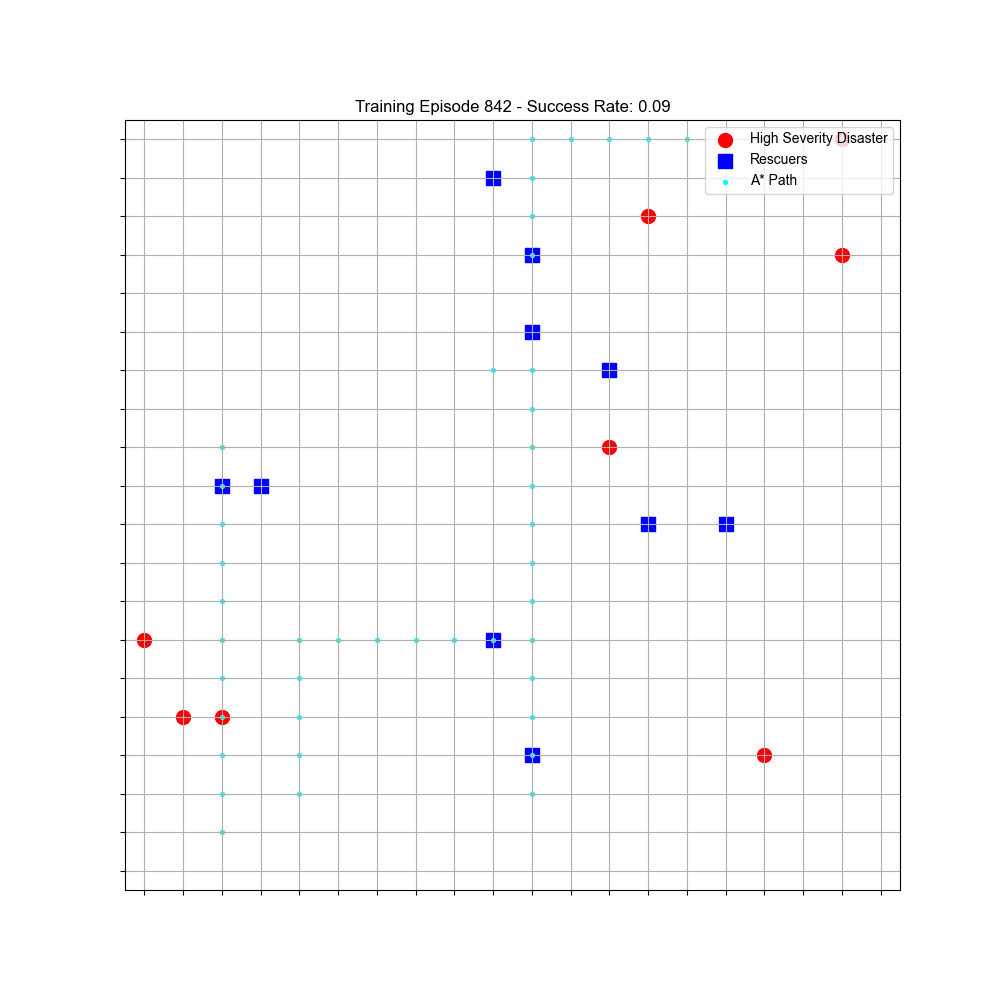 Training Episode 842 - Success Rate: 0.09
High Severity Disaster
Rescuers
A* Path